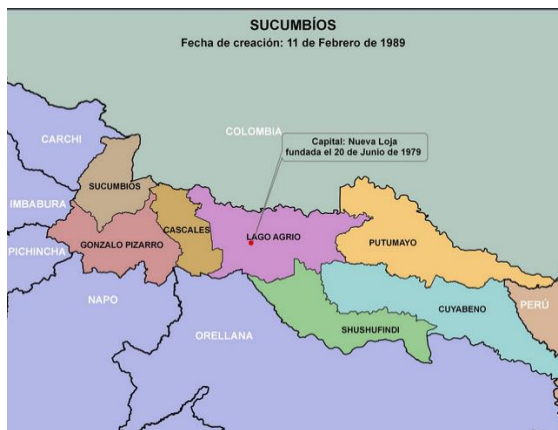 SUCUMBÍOS
Fecha de creación: 11 de Febrero de 1989
COLOMBIA
CARCHI
Capital: Nueva Loja
fundada el 20 de Junio de 1979
SUCUMBÍOS
IMBABURA
CASCALES
LAGO AGRIO
GONZALO PIZARRO
PUTUMAYO
PICHINCHA
NAPO
CUYABENO
PERÚ
ORELLANA
SHUSHUFINDI